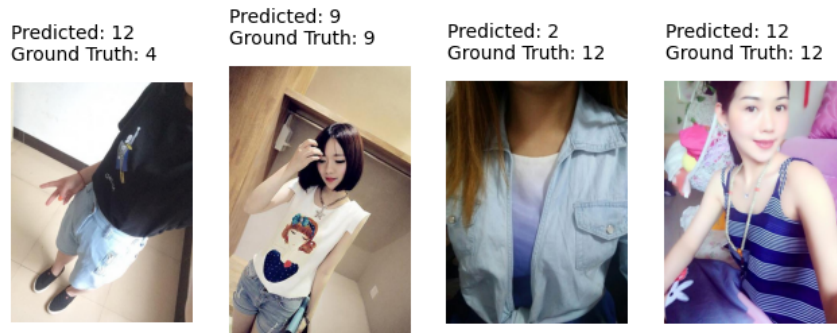 Predicted: 12
Ground Truth: 4
Predicted: 9
Ground Truth: 9
Predicted: 2
Ground Truth: 12
Predicted: 12
Ground Truth: 12